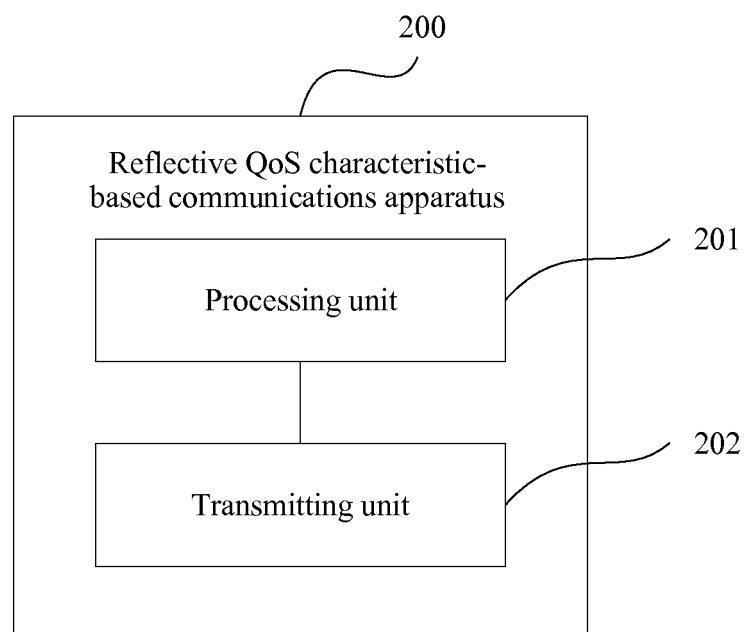 200
Reflective QoS characteristic-
based communications apparatus
201
Processing unit
202
Transmitting unit